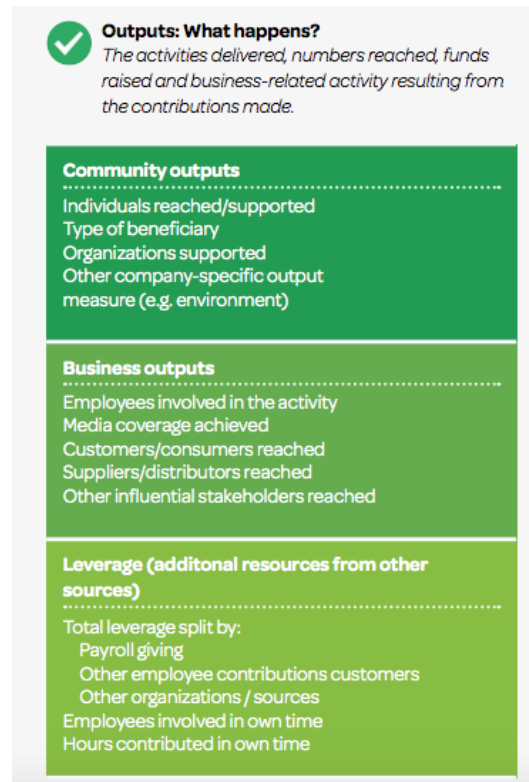 Outputs: What happens?
The activities delivered, numbers reached, funds
raised and business-related activity resulting from
the contributions made.
Community outputs
Individuals reached/supported
Type of beneficiary
Organizations supported
Other company-specific output
measure (e.g. environment)
Business outputs
Employees involved in the activity
Media coverage achieved
Customers/consumers reached
Suppliers/distributors reached
Other influential stakeholders reached
Leverage (additonal resources from other
sources)
Total leverage split by:
Payroll giving
Other employee contributions customers
Other organizations / sources
Employees involved in own time
Hours contributed in own time